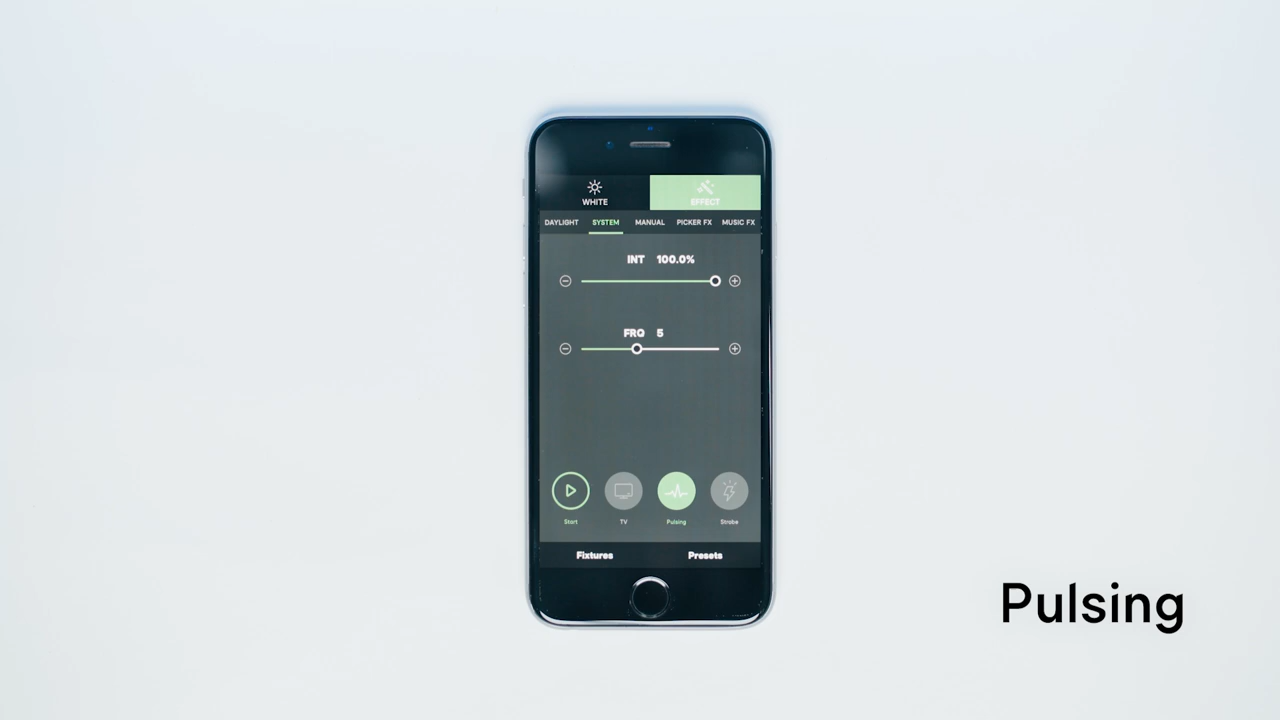 WHITE
EFFECT
DAYLIGHT SYSTEM MANUAL PICKER FX MUSIC FX
INT 100.0%
FRQ 5
Start TV Pulsing Strobe
Fixtures Presets
Pulsing